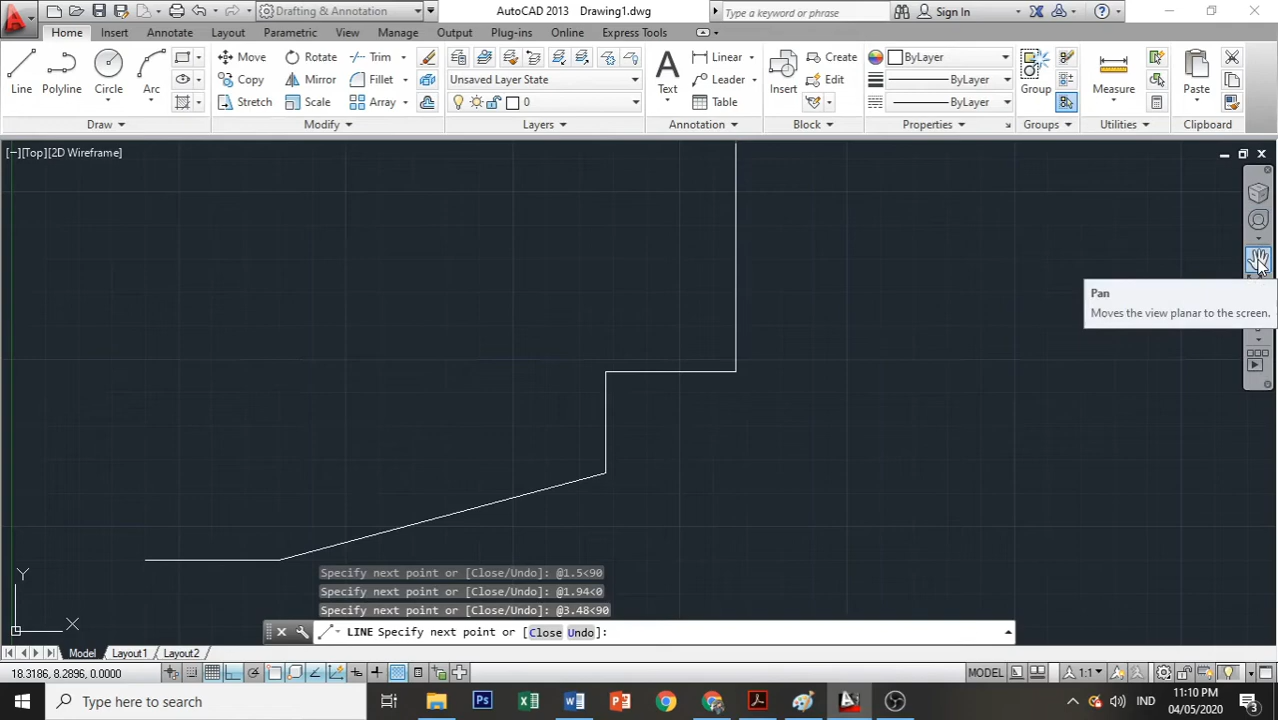 Drafting & Annotation
AutoCAD 2013 Drawing1.dwg
Type a keyword or phrase
Sign In
Home Insert Annotate Layout Parametric View Manage Output Plug-ins Online Express Tools
Line Polyline Circle Arc
Move Rotate Trim
Copy Mirror Fillet
Stretch Scale Array
Unsaved Layer State
0
Text
Linear
Leader
Table
Insert
Create
Edit
ByLayer
ByLayer
ByLayer
Group
Measure
Paste
Draw Modify Layers Annotation Block Properties Groups Utilities Clipboard
[−][Top][2D Wireframe]
Pan
Moves the view planar to the screen.
Y
X
Specify next point or [Close/Undo]: @1.5<90
Specify next point or [Close/Undo]: @1.94<0
Specify next point or [Close/Undo]: @3.48<90
LINE Specify next point or [Close Undo]:
Model Layout1 Layout2
18.3186, 8.2896, 0.0000
MODEL
1:1
Type here to search
IND
11:10 PM
04/05/2020
3